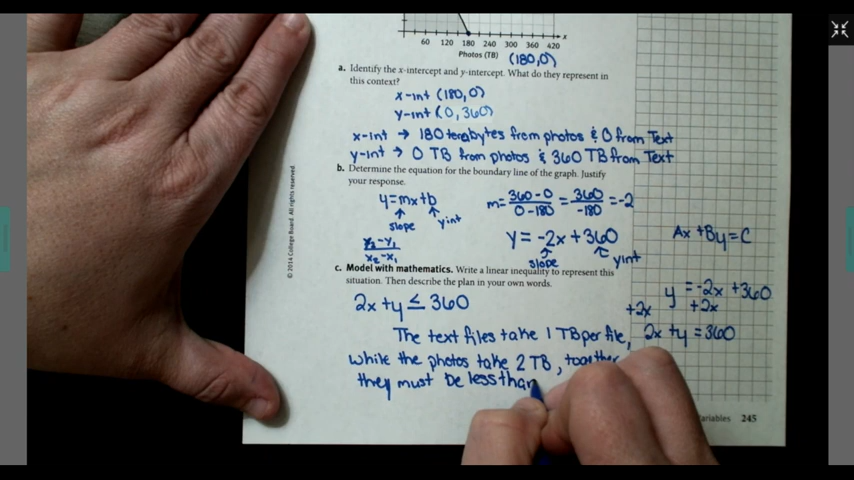 60 120 180 240 300 360 420
x
Photos (TB)
(180,0)
a. Identify the x-intercept and y-intercept. What do they represent in
this context?
x-int (180,0)
y-int (0,360)
x-int → 180 terabytes from photos & 0 from Text
y-int → 0 TB from photos & 360 TB from Text
b. Determine the equation for the boundary line of the graph. Justify
your response.
y=mx+b
slope
yint
y₂-y₁
x₂-x₁
m= 360-0 / 0-180 = 360 / -180 = -2
y = -2x +360
slope
yint
Ax +By=C
c. Model with mathematics. Write a linear inequality to represent this
situation. Then describe the plan in your own words.
2x +y ≤ 360
y = -2x +360
+2x +2x
2x +y = 360
The text files take 1 TB per file,
while the photos take 2 TB,
they must be less than
ariables 245
© 2014 College Board. All rights reserved.